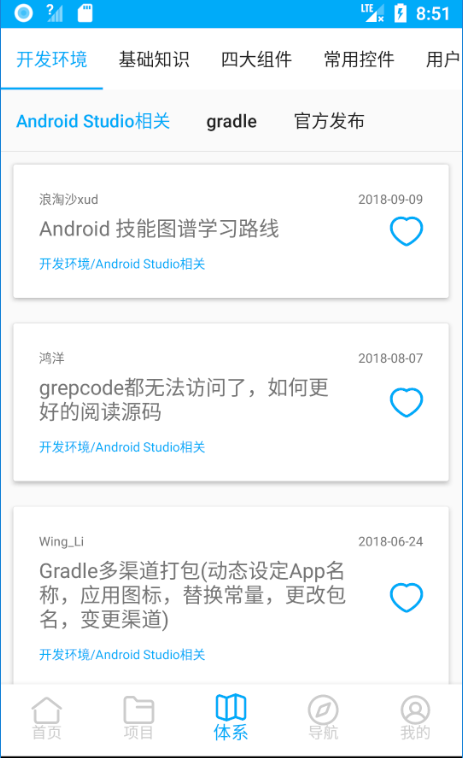 LTE 8:51
开发环境 基础知识 四大组件 常用控件 用户
Android Studio相关 gradle 官方发布
浪淘沙xud 2018-09-09
Android 技能图谱学习路线
开发环境/Android Studio相关
鸿洋 2018-08-07
grepcode都无法访问了，如何更
好的阅读源码
开发环境/Android Studio相关
Wing_Li 2018-06-24
Gradle多渠道打包(动态设定App名
称，应用图标，替换常量，更改包
名，变更渠道)
开发环境/Android Studio相关
首页 项目 体系 导航 我的